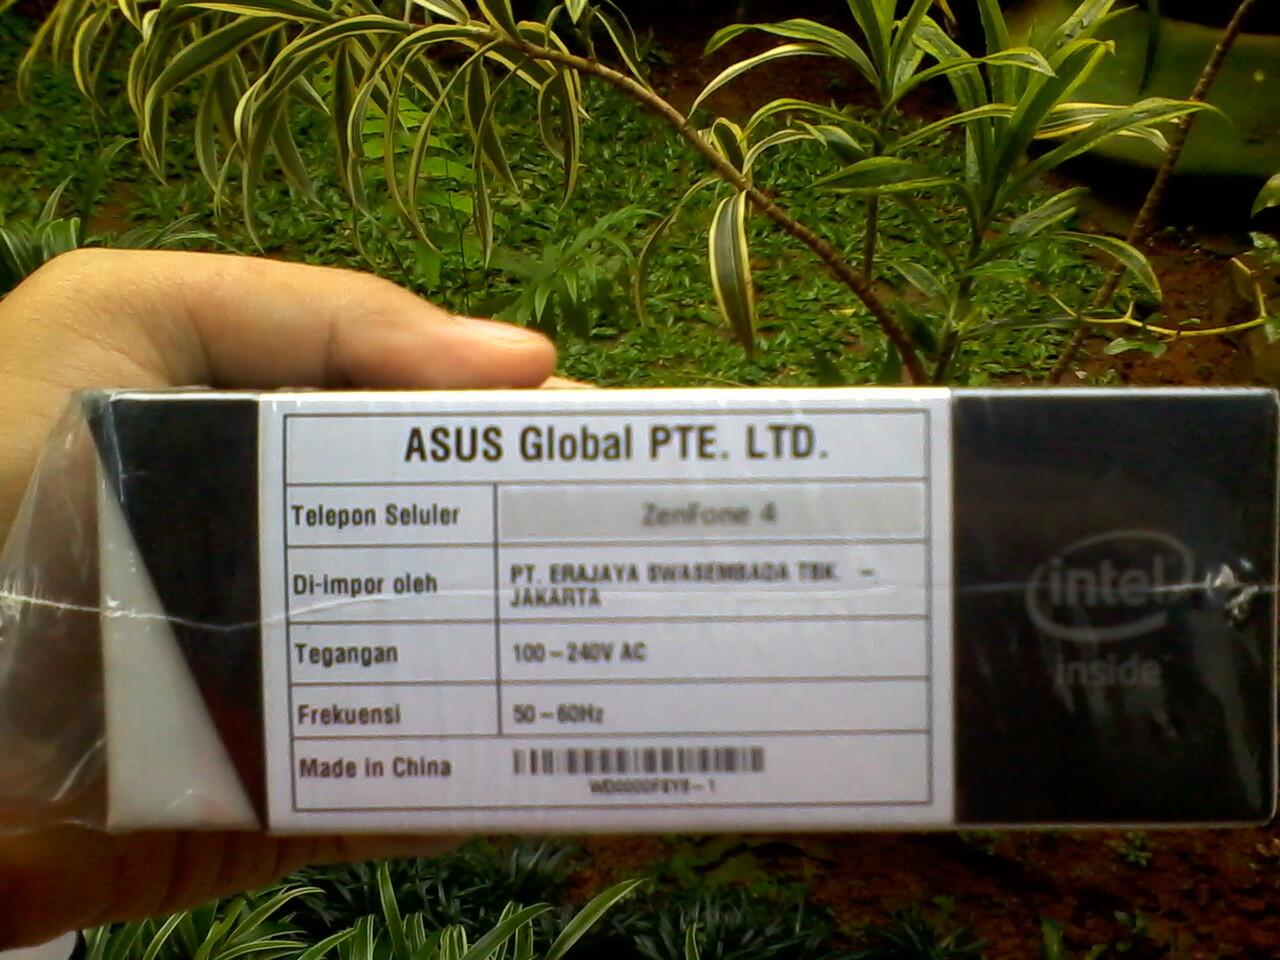 ASUS Global PTE. LTD.
Telepon Seluler ZenFone 4
Di-impor oleh PT. ERAJAYA SWASEMBADA TBK. -
JAKARTA
Tegangan 100-240V AC
Frekuensi 50-60Hz
Made in China
intel
inside